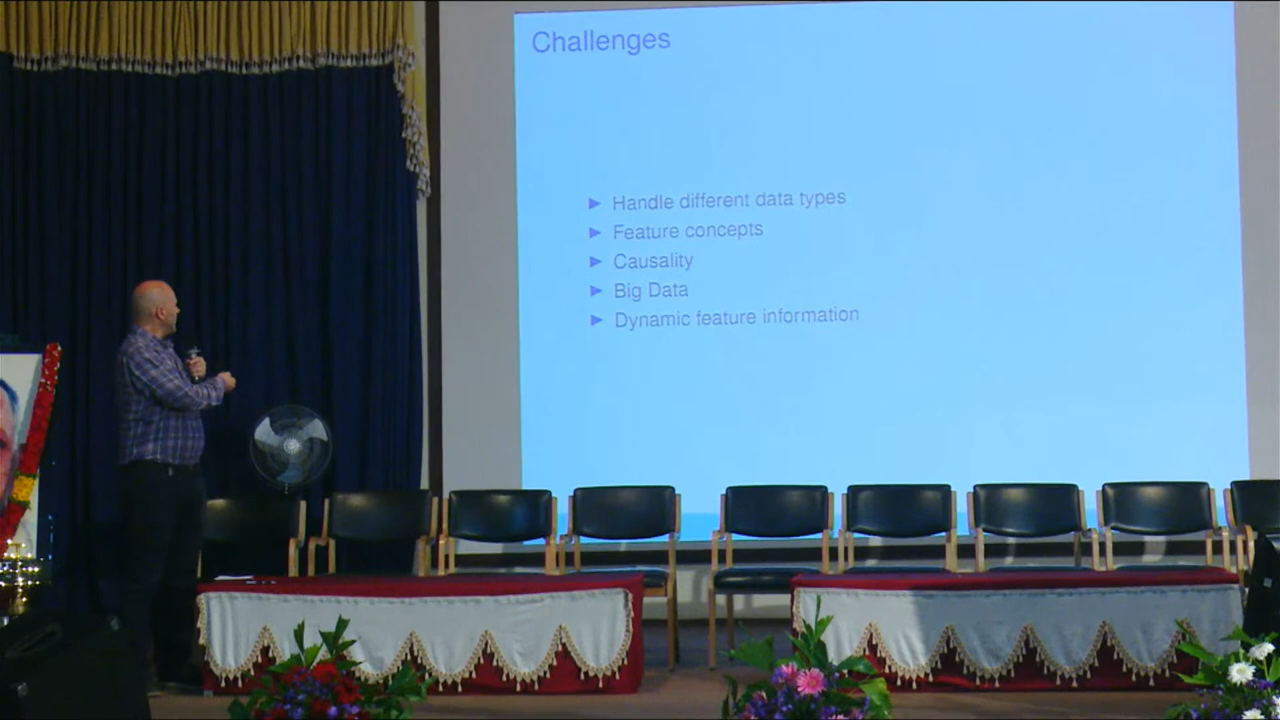 Challenges
► Handle different data types
► Feature concepts
► Causality
► Big Data
► Dynamic feature information